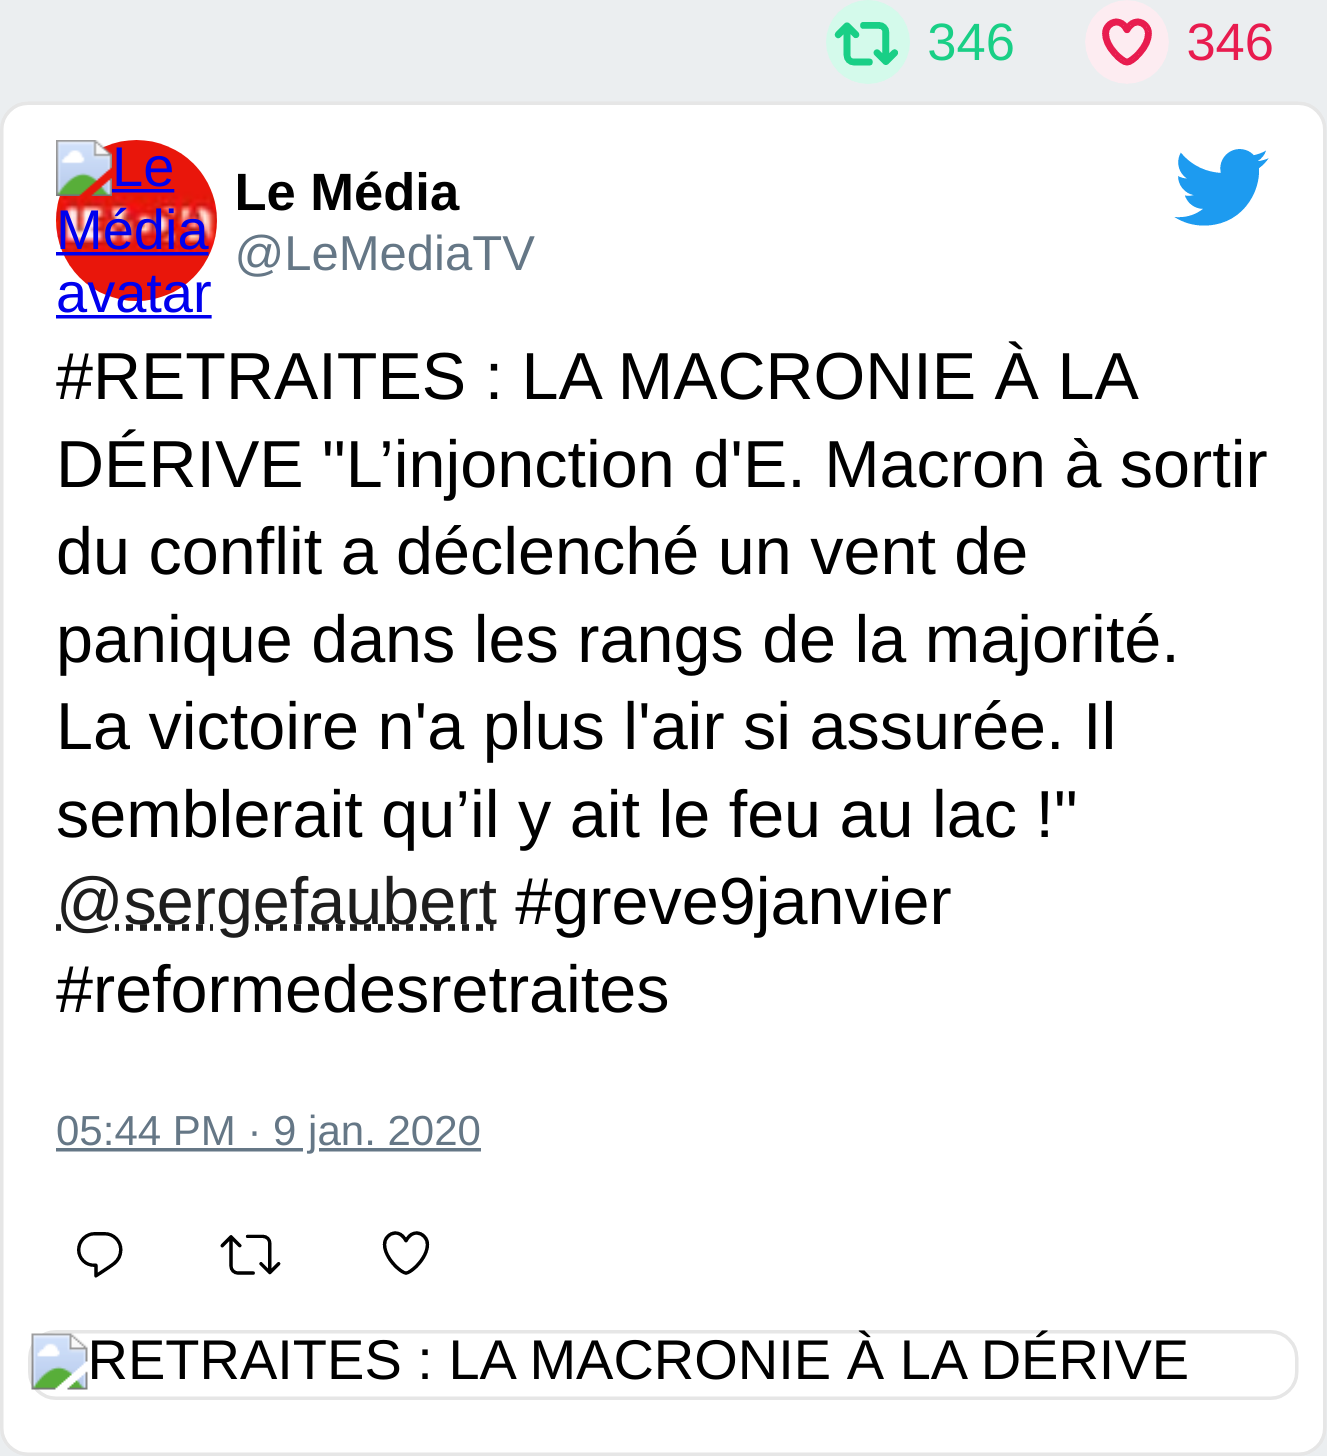 346 346
Le
Média
avatar
Le Média
@LeMediaTV
#RETRAITES : LA MACRONIE À LA
DÉRIVE "L’injonction d'E. Macron à sortir
du conflit a déclenché un vent de
panique dans les rangs de la majorité.
La victoire n'a plus l'air si assurée. Il
semblerait qu’il y ait le feu au lac !"
@sergefaubert #greve9janvier
#reformedesretraites
05:44 PM · 9 jan. 2020
RETRAITES : LA MACRONIE À LA DÉRIVE